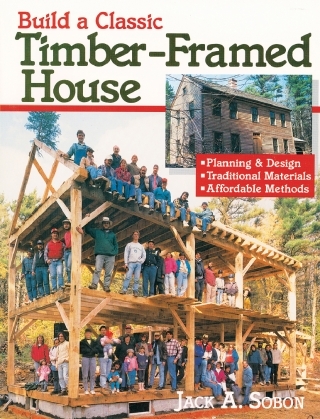 Build a Classic
Timber-Framed
House
▪Planning & Design
▪Traditional Materials
▪Affordable Methods
JACK A. SOBON